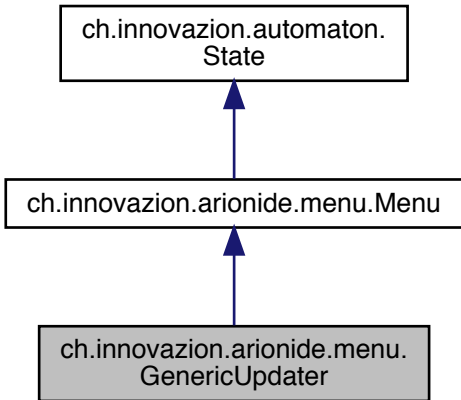 ch.innovazion.automaton.
State
ch.innovazion.arionide.menu.Menu
ch.innovazion.arionide.menu.
GenericUpdater